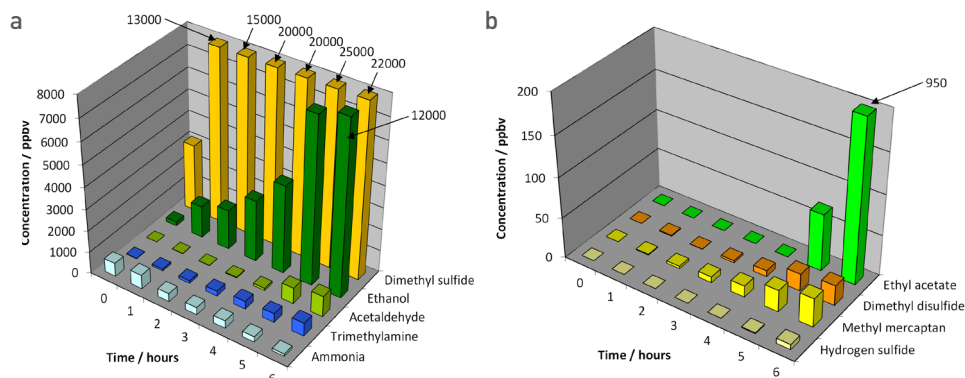 a
13000
15000
20000
20000
25000
22000
12000
8000
7000
6000
5000
4000
3000
2000
1000
0
Concentration / ppbv
0
1
2
3
4
5
6
Time / hours
Dimethyl sulfide
Ethanol
Acetaldehyde
Trimethylamine
Ammonia
b
950
200
150
100
50
0
Concentration / ppbv
0
1
2
3
4
5
6
Time / hours
Ethyl acetate
Dimethyl disulfide
Methyl mercaptan
Hydrogen sulfide